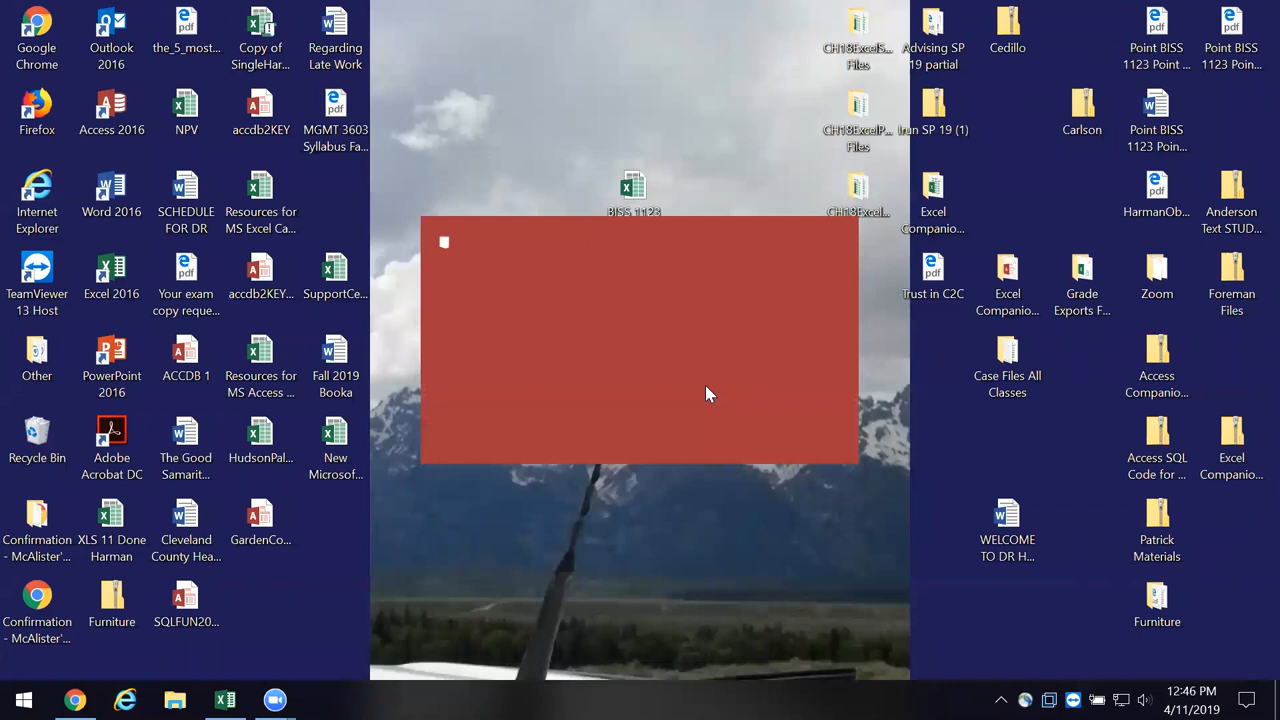 Google
Chrome
Outlook
2016
the_5_most...
Copy of
SingleHar...
Regarding
Late Work
CH18ExcelS...
Files
Advising SP
19 partial
Cedillo
Point BISS
1123 Point ...
Point BISS
1123 Poin...
Firefox
Access 2016
NPV
accdb2KEY
MGMT 3603
Syllabus Fa...
CH18ExcelP...
Files
SP 19 (1)
Carlson
Point BISS
1123 Poin...
Internet
Explorer
Word 2016
SCHEDULE
FOR DR
Resources for
MS Excel Ca...
BISS 1123
CH18Excel...
Excel
Companio...
HarmanOb...
Anderson
Text STUD...
TeamViewer
13 Host
Excel 2016
Your exam
copy reque...
accdb2KEY...
SupportCe...
Trust in C2C
Excel
Companio...
Grade
Exports F...
Zoom
Foreman
Files
Other
PowerPoint
2016
ACCDB 1
Resources for
MS Access ...
Fall 2019
Booka
Case Files All
Classes
Access
Companio...
Recycle Bin
Adobe
Acrobat DC
The Good
Samarit...
HudsonPal...
New
Microsof...
Access SQL
Code for ...
Excel
Companio...
Confirmation
- McAlister'...
XLS 11 Done
Harman
Cleveland
County Hea...
GardenCo...
WELCOME
TO DR H...
Patrick
Materials
Confirmation
- McAlister'...
Furniture
SQLFUN20...
Furniture
12:46 PM
4/11/2019